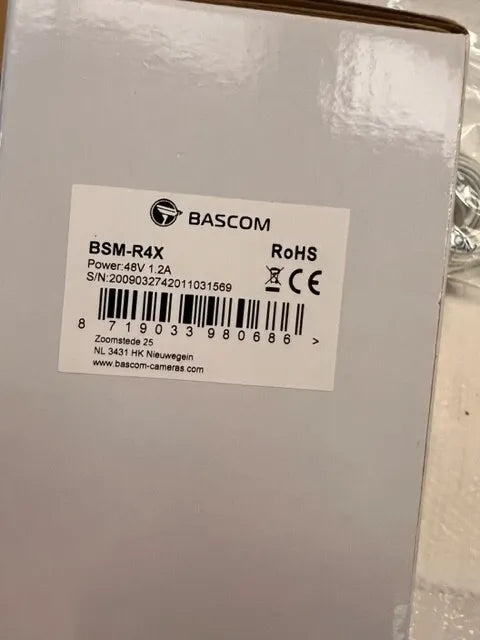 BASCOM
BSM-R4X
RoHS
Power:48V 1.2A
S/N:2009032742011031569
CE
8 719033 980686 >
Zoomstede 25
NL 3431 HK Nieuwegein
www.bascom-cameras.com